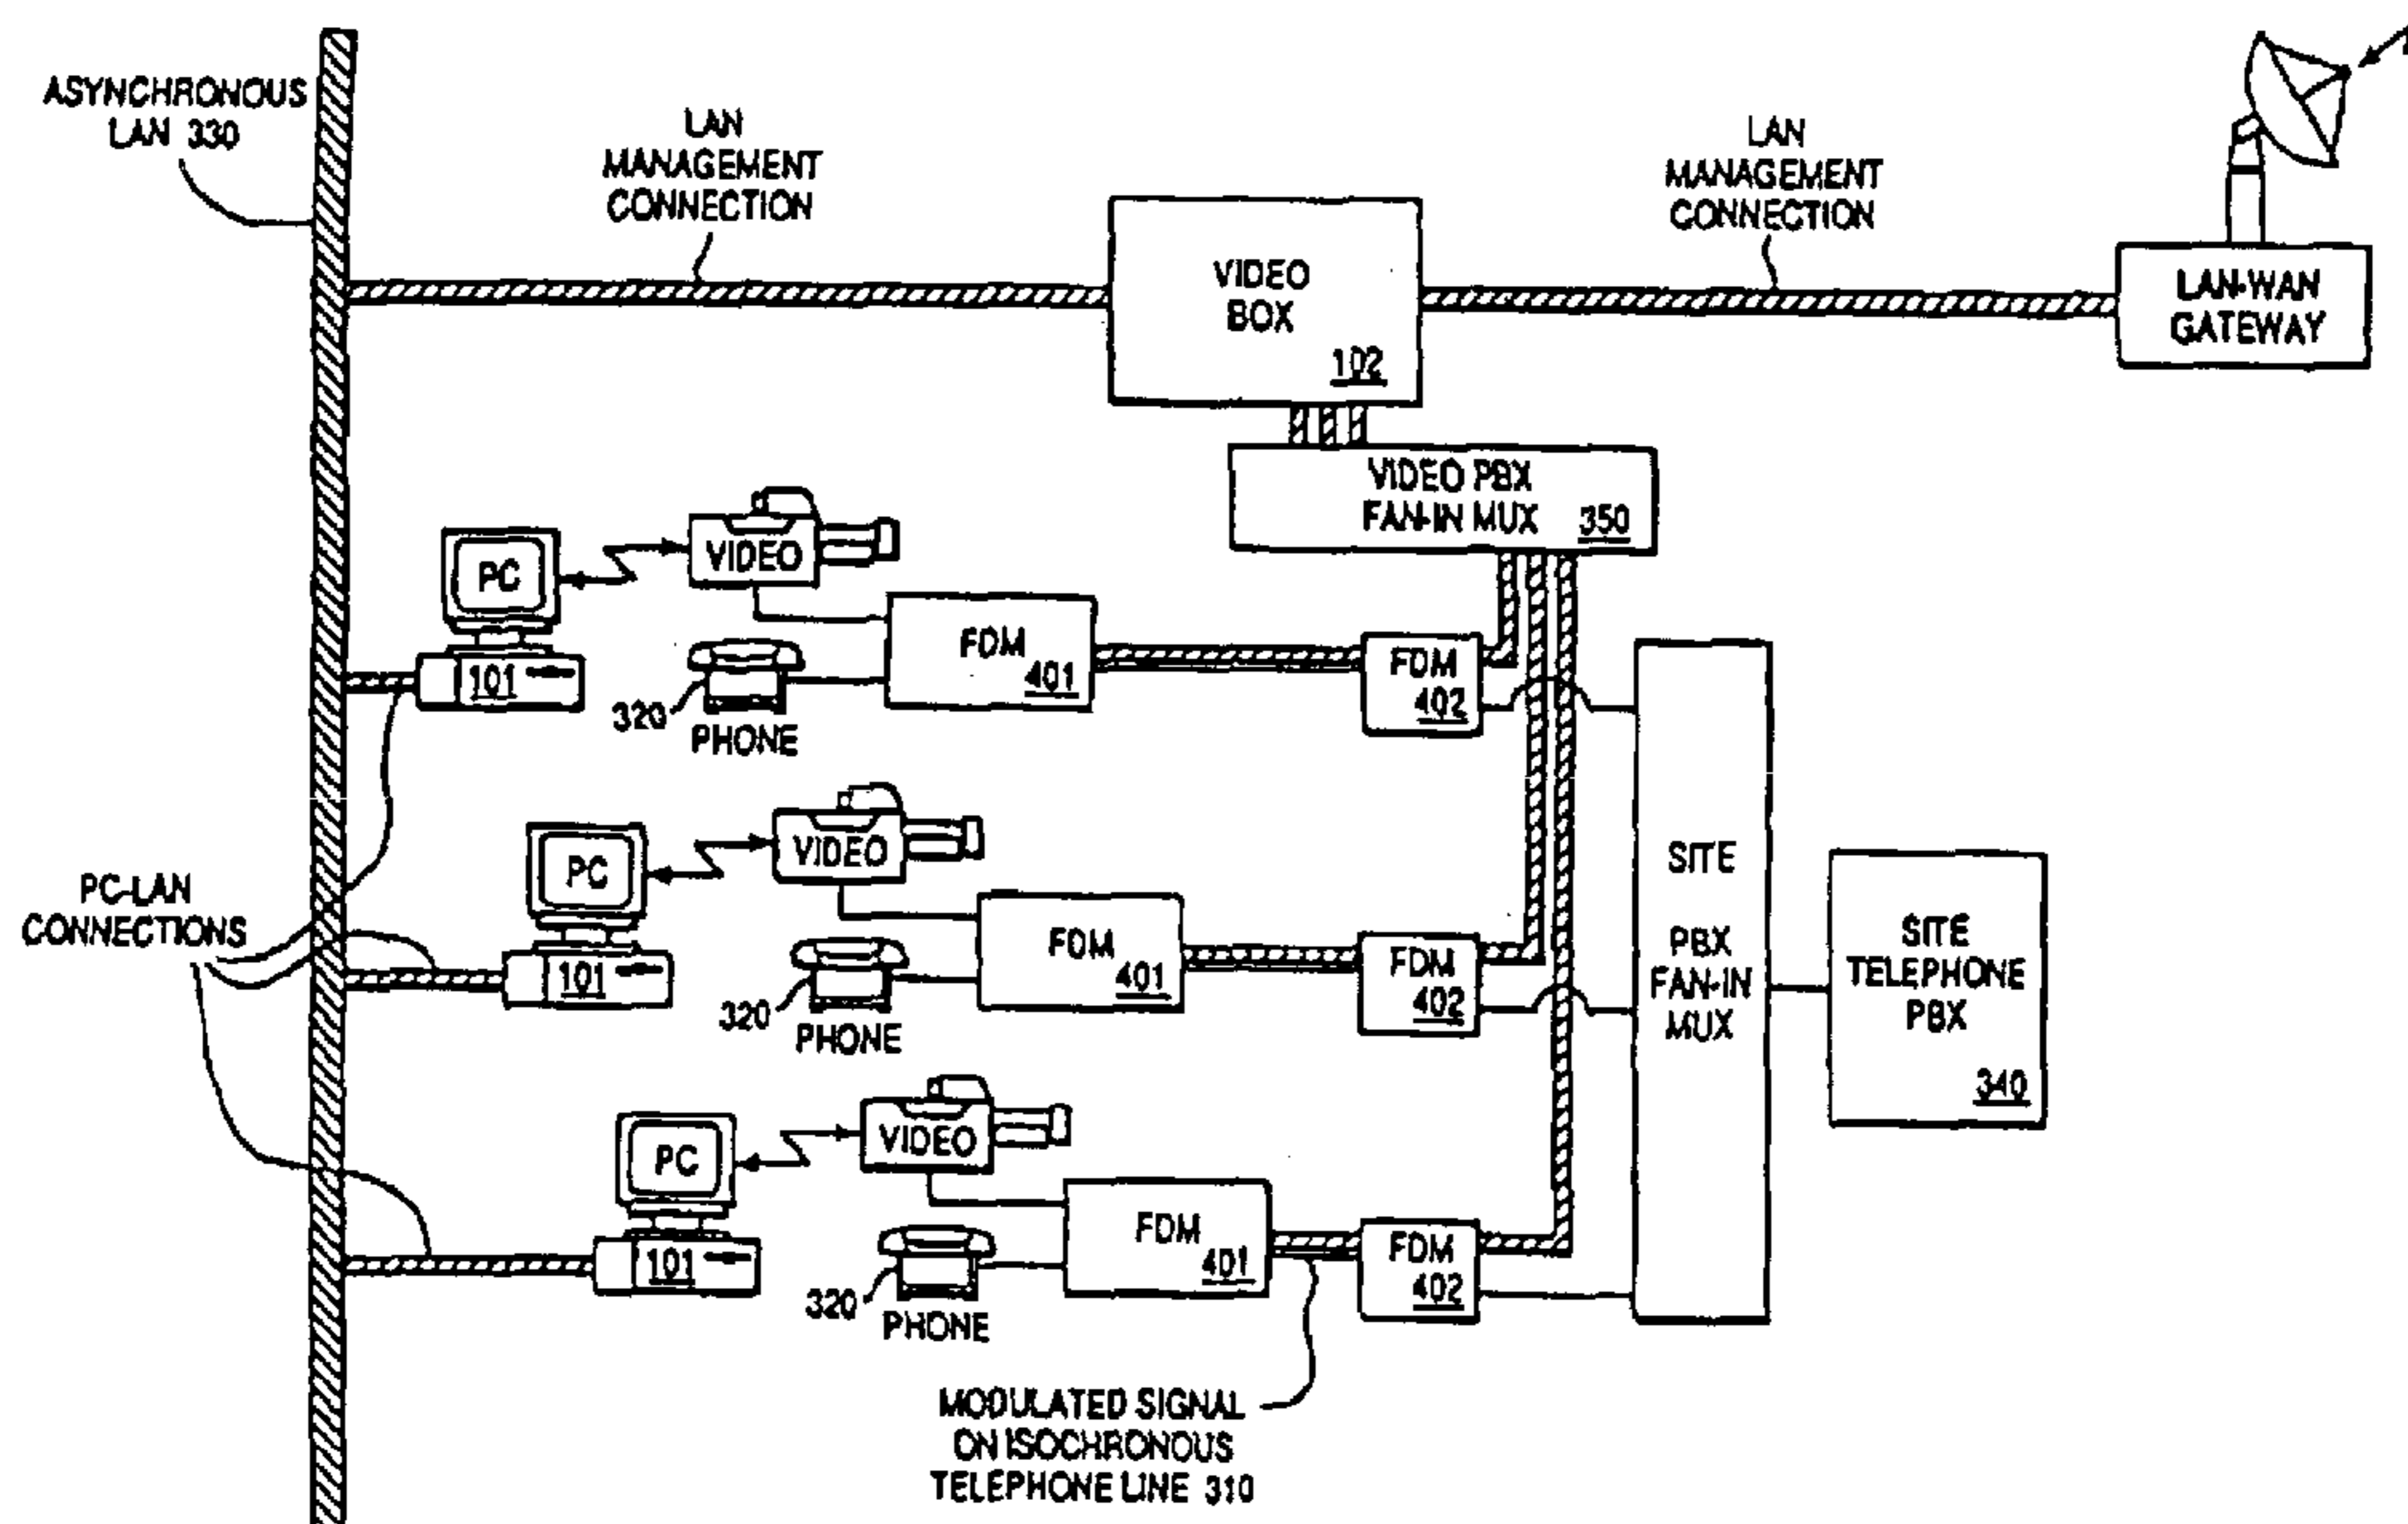 ASYNCHRONOUS
LAN 330
LAN
MANAGEMENT
CONNECTION
LAN
MANAGEMENT
CONNECTION
VIDEO
BOX
102
LAN-WAN
GATEWAY
VIDEO PBX
FAN-IN MUX 350
PC
101
VIDEO
320
PHONE
FDM
401
FDM
402
PC-LAN
CONNECTIONS
PC
101
VIDEO
320
PHONE
FDM
401
FDM
402
SITE
PBX
FAN-IN
MUX
SITE
TELEPHONE
PBX
340
PC
101
VIDEO
320
PHONE
FDM
401
FDM
402
MODULATED SIGNAL
ON ISOCHRONOUS
TELEPHONE LINE 310